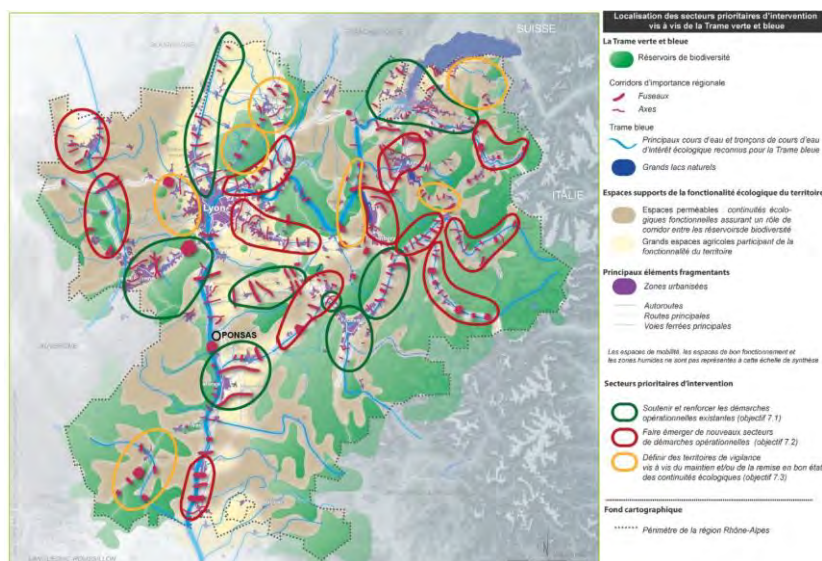 SUISSE
ITALIE
Lyon
PONSAS
Localisation des secteurs prioritaires d'intervention
vis à vis de la Trame verte et bleue
La Trame verte et bleue
Réservoirs de biodiversité
Corridors d'importance régionale
Fuseaux
Axes
Trame bleue
Principaux cours d'eau et tronçons de cours d'eau
d'intérêt écologique reconnus pour la Trame bleue
Grands lacs naturels
Espaces supports de la fonctionalité écologique du territoire
Espaces perméables : continuités écolo-
giques fonctionnelles assurant un rôle de
corridor entre les réservoirsde biodiversité
Grands espaces agricoles participant de la
fonctionnalité du territoire
Principaux éléments fragmentants
Zones urbanisées
Autoroutes
Routes principales
Voies ferrées principales
Les espaces de mobilité, les espaces de bon fonctionnement et
les zones humides ne sont pas représentés à cette échelle de synthèse
Secteurs prioritaires d'intervention
Soutenir et renforcer les démarches
opérationnelles existantes (objectif 7.1)
Faire émerger de nouveaux secteurs
de démarches opérationnelles (objectif 7.2)
Définir des territoires de vigilance
vis à vis du maintien et/ou de la remise en bon état
des continuités écologiques (objectif 7.3)
Fond cartographique
Périmètre de la région Rhône-Alpes